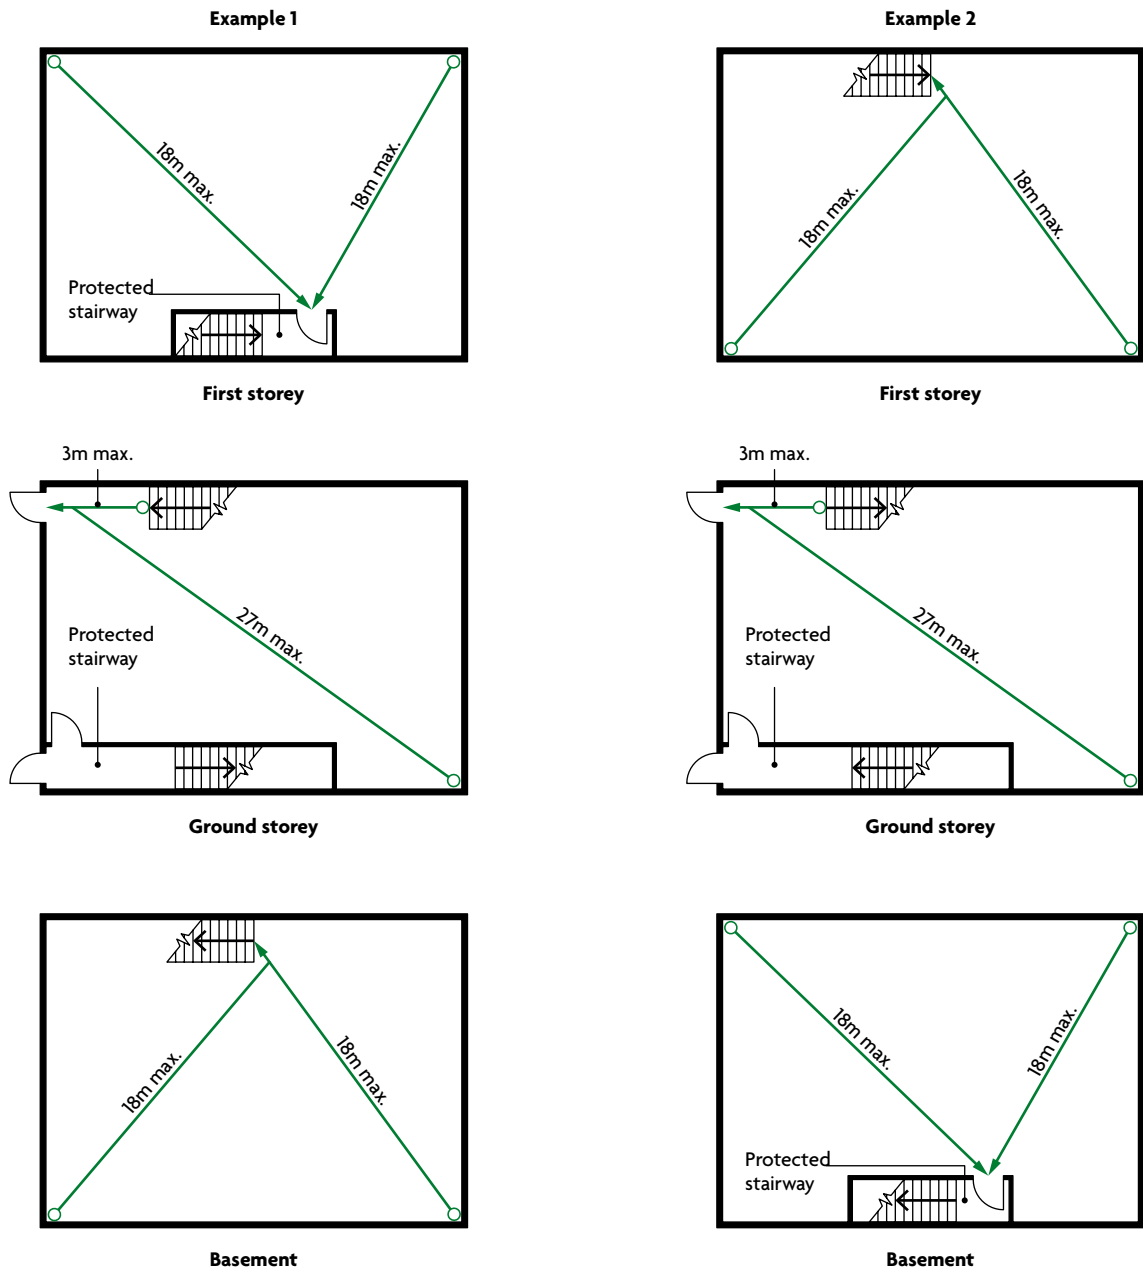 Example 1
Example 2
18m max.
18m max.
Protected
stairway
First storey
18m max.
18m max.
First storey
3m max.
27m max.
Protected
stairway
Ground storey
3m max.
27m max.
Protected
stairway
Ground storey
18m max.
18m max.
Basement
18m max.
18m max.
Protected
stairway
Basement